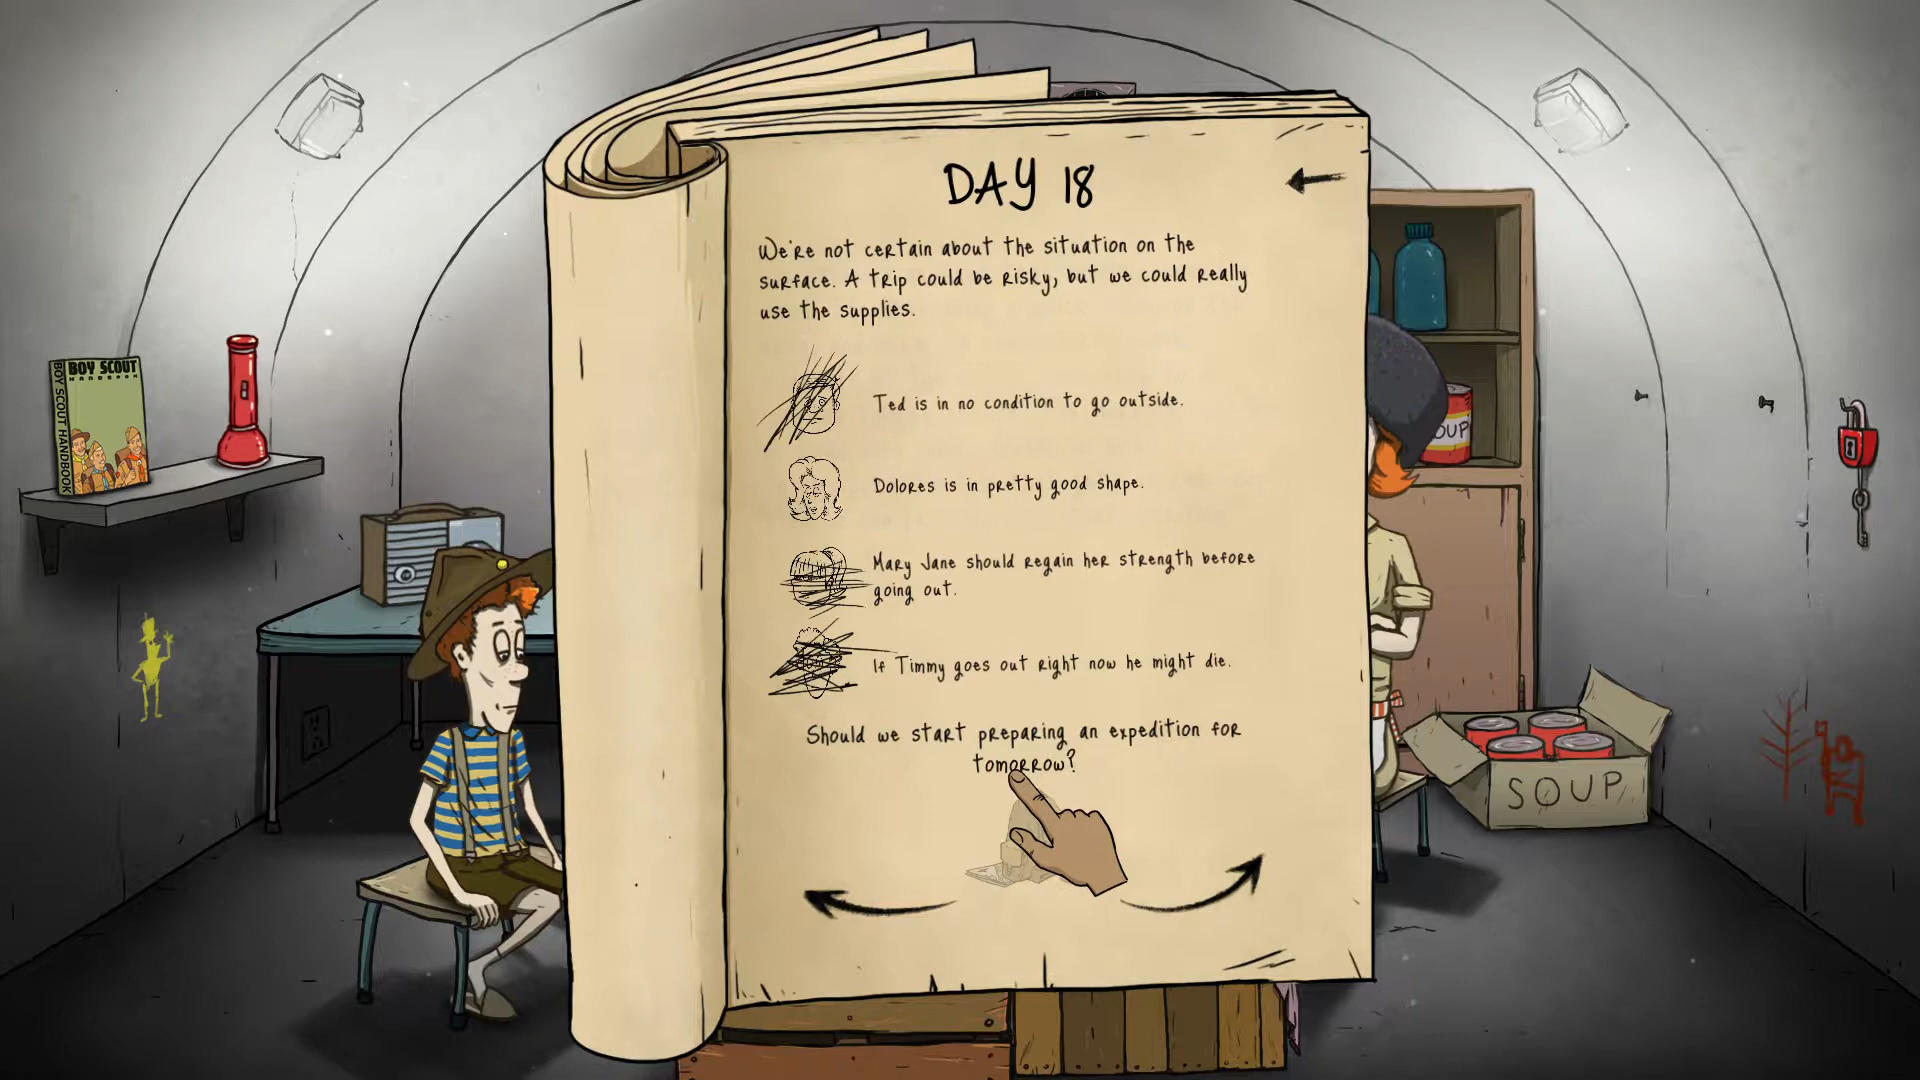 DAY 18
We're not certain about the situation on the
surface. A trip could be risky, but we could really
use the supplies.
Ted is in no condition to go outside.
Dolores is in pretty good shape.
Mary Jane should regain her strength before
going out.
If Timmy goes out right now he might die.
Should we start preparing an expedition for
tomorrow?
BOY SCOUT
HANDBOOK
BOY SCOUT HANDBOOK
OUP
SOUP